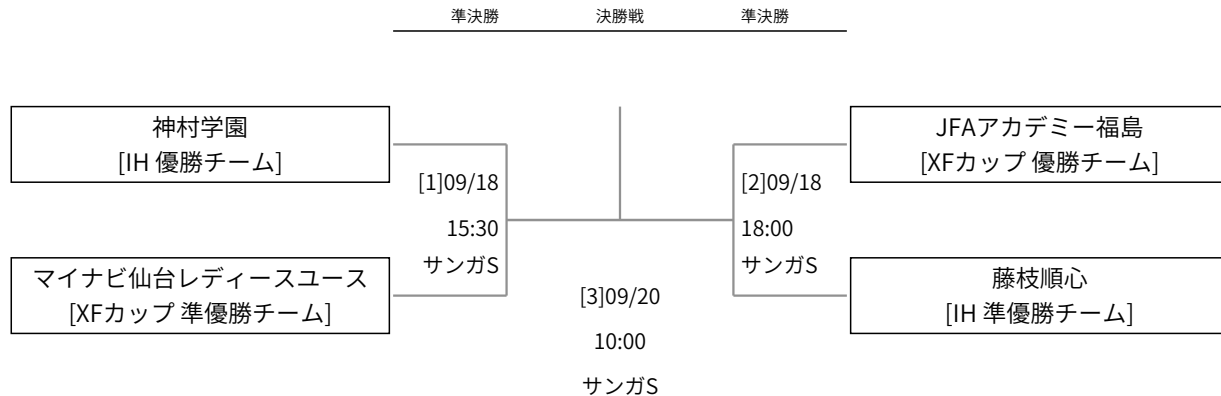 準決勝 決勝戦 準決勝
神村学園
[IH 優勝チーム]
JFAアカデミー福島
[XFカップ 優勝チーム]
[1]09/18
15:30
サンガS
[2]09/18
18:00
サンガS
マイナビ仙台レディースユース
[XFカップ 準優勝チーム]
藤枝順心
[IH 準優勝チーム]
[3]09/20
10:00
サンガS